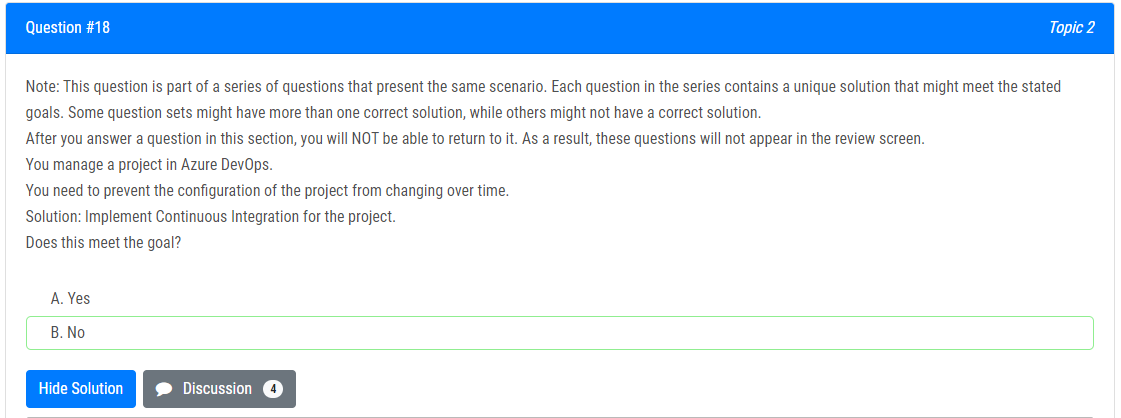 Question #18
Topic 2
Note: This question is part of a series of questions that present the same scenario. Each question in the series contains a unique solution that might meet the stated
goals. Some question sets might have more than one correct solution, while others might not have a correct solution.
After you answer a question in this section, you will NOT be able to return to it. As a result, these questions will not appear in the review screen.
You manage a project in Azure DevOps.
You need to prevent the configuration of the project from changing over time.
Solution: Implement Continuous Integration for the project.
Does this meet the goal?
A. Yes
B. No
Hide Solution
Discussion 4